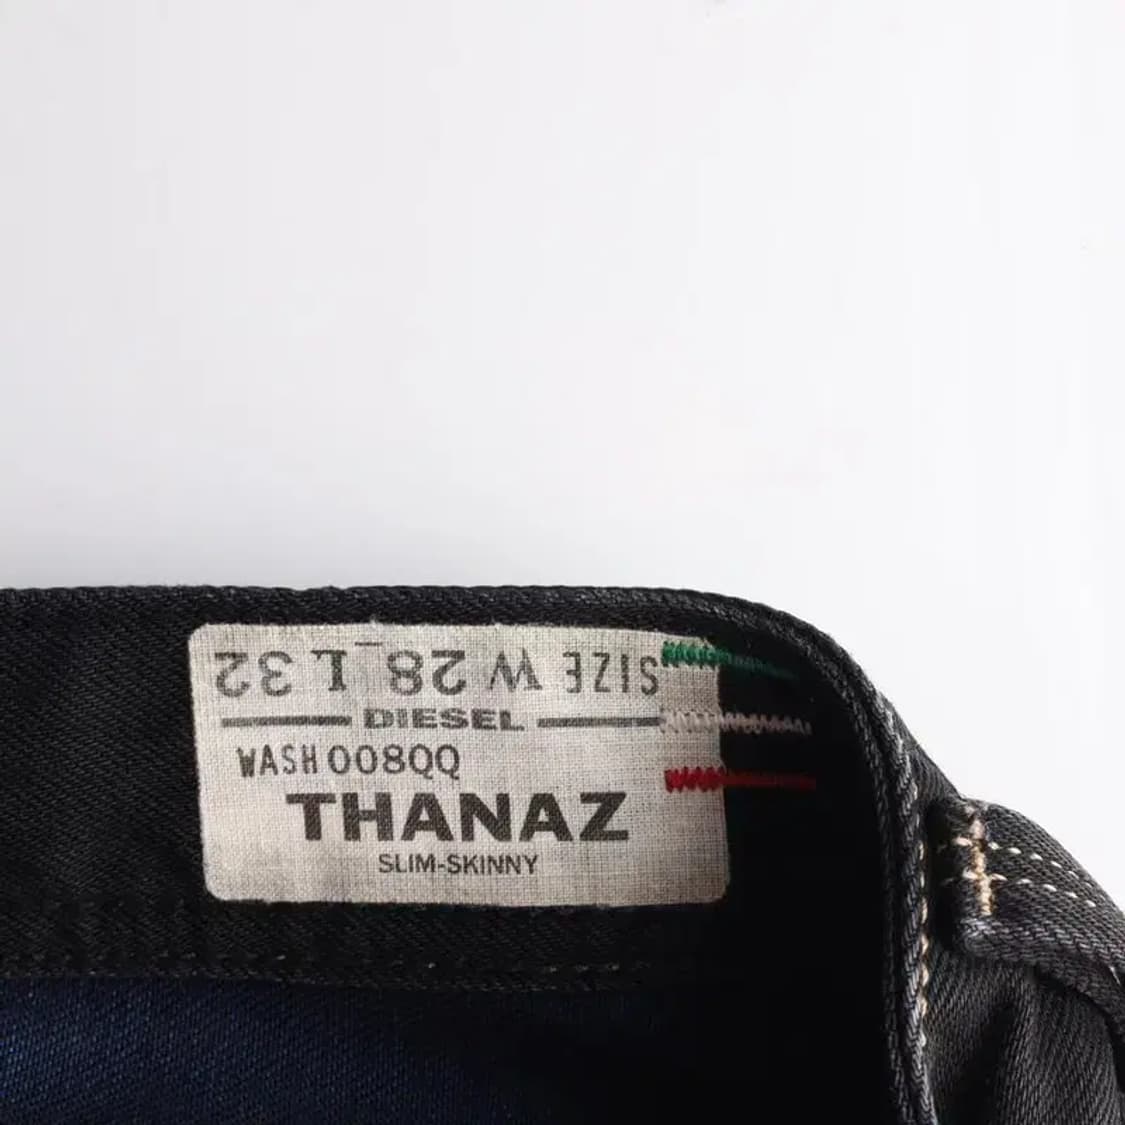 SIZE W 28 L 32
DIESEL
WASH 008QQ
THANAZ
SLIM-SKINNY